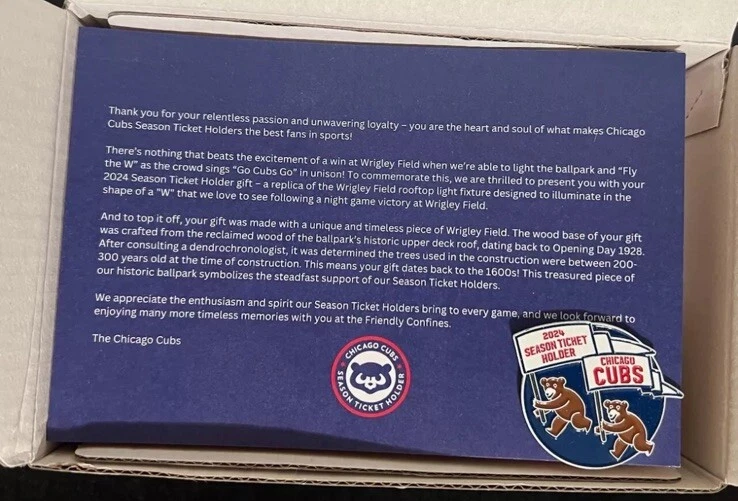 Thank you for your relentless passion and unwavering loyalty – you are the heart and soul of what makes Chicago
Cubs Season Ticket Holders the best fans in sports!
There's nothing that beats the excitement of a win at Wrigley Field when we're able to light the ballpark and "Fly
the W" as the crowd sings "Go Cubs Go" in unison! To commemorate this, we are thrilled to present you with your
2024 Season Ticket Holder gift – a replica of the Wrigley Field rooftop light fixture designed to illuminate in the
shape of a "W" that we love to see following a night game victory at Wrigley Field.
And to top it off, your gift was made with a unique and timeless piece of Wrigley Field. The wood base of your gift
was crafted from the reclaimed wood of the ballpark's historic upper deck roof, dating back to Opening Day 1928.
After consulting a dendrochronologist, it was determined the trees used in the construction were between 200-
300 years old at the time of construction. This means your gift dates back to the 1600s! This treasured piece of
our historic ballpark symbolizes the steadfast support of our Season Ticket Holders.
We appreciate the enthusiasm and spirit our Season Ticket Holders bring to every game, and we look forward to
enjoying many more timeless memories with you at the Friendly Confines.
The Chicago Cubs
CHICAGO CUBS
SEASON TICKET HOLDER
2024
SEASON TICKET
HOLDER
CHICAGO
CUBS